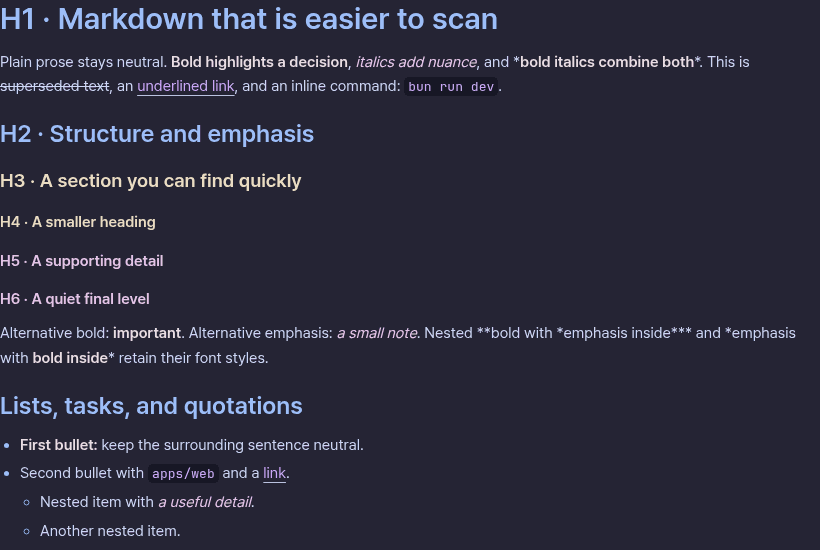 H1 · Markdown that is easier to scan
Plain prose stays neutral. Bold highlights a decision, italics add nuance, and *bold italics combine both*. This is
superseded text, an underlined link, and an inline command: bun run dev.
H2 · Structure and emphasis
H3 · A section you can find quickly
H4 · A smaller heading
H5 · A supporting detail
H6 · A quiet final level
Alternative bold: important. Alternative emphasis: a small note. Nested **bold with *emphasis inside*** and *emphasis
with bold inside* retain their font styles.
Lists, tasks, and quotations
• First bullet: keep the surrounding sentence neutral.
• Second bullet with apps/web and a link.
◦ Nested item with a useful detail.
◦ Another nested item.